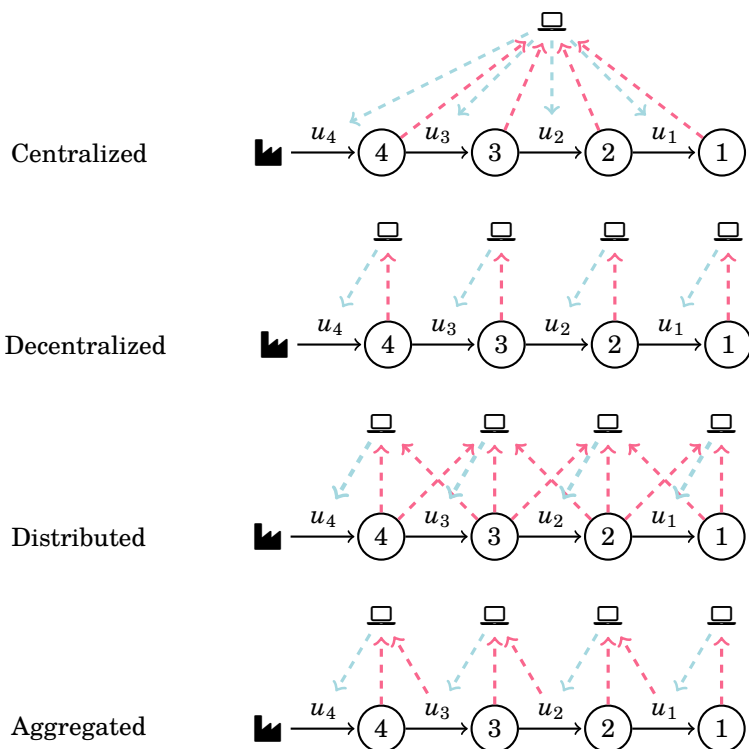 u₄ u₃ u₂ u₁
Centralized 4 3 2 1
u₄ u₃ u₂ u₁
Decentralized 4 3 2 1
u₄ u₃ u₂ u₁
Distributed 4 3 2 1
u₄ u₃ u₂ u₁
Aggregated 4 3 2 1